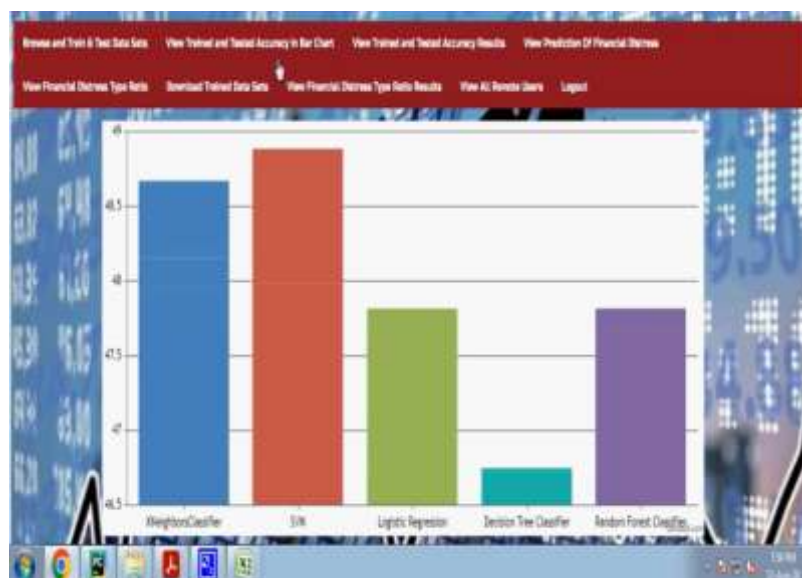 Browse and Train & Test Data Sets View Trained and Tested Accuracy in Bar Chart View Trained and Tested Accuracy Results View Prediction Of Financial Distress
View Financial Distress Type Ratio Download Trained Data Sets View Financial Distress Type Ratio Results View All Remote Users Logout
49
48.5
48
47.5
47
46.5
KNeighborsClassifier SVM Logistic Regression Decision Tree Classifier Random Forest Classifier